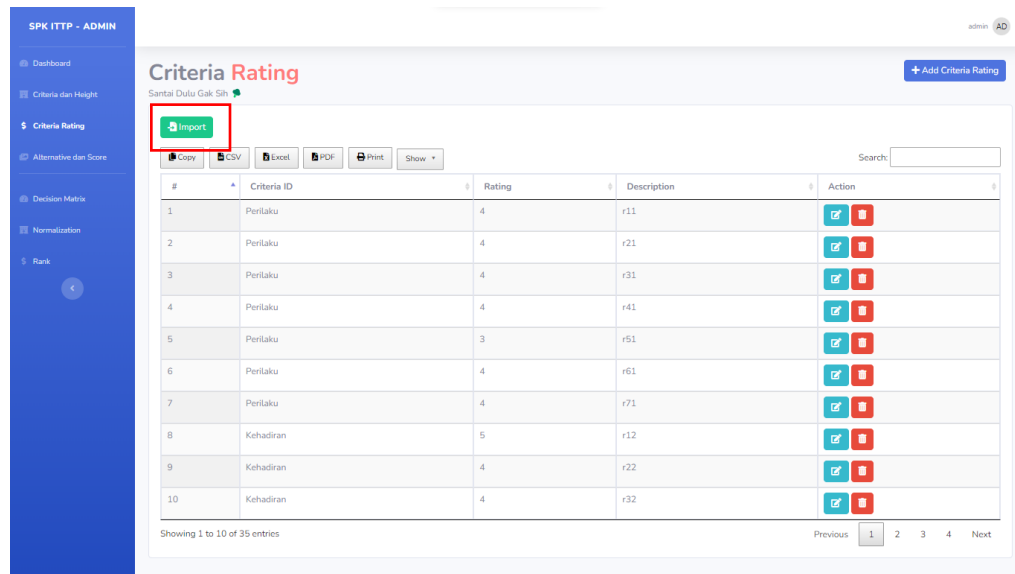 SPK ITTP - ADMIN
admin AD
Dashboard
Criteria dan Height
Criteria Rating
Alternative dan Score
Decision Matrix
Normalization
Rank
Criteria Rating
+ Add Criteria Rating
Santai Dulu Gak Sih
Import
Copy CSV Excel PDF Print Show
Search:
# Criteria ID Rating Description Action
1 Perilaku 4 r11
2 Perilaku 4 r21
3 Perilaku 4 r31
4 Perilaku 4 r41
5 Perilaku 3 r51
6 Perilaku 4 r61
7 Perilaku 4 r71
8 Kehadiran 5 r12
9 Kehadiran 4 r22
10 Kehadiran 4 r32
Showing 1 to 10 of 35 entries
Previous 1 2 3 4 Next